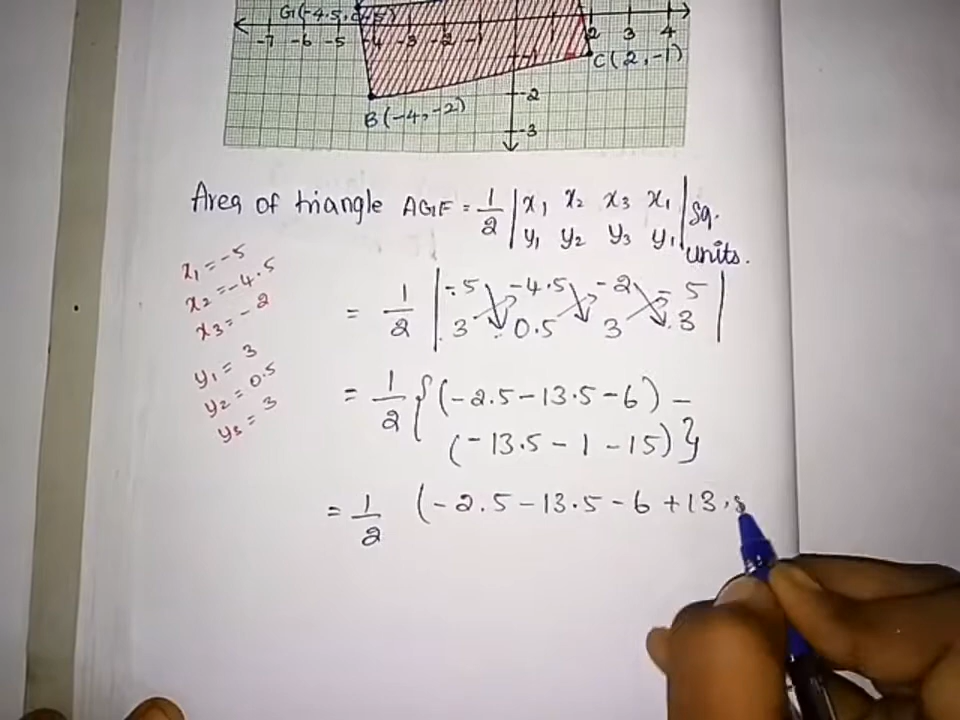 G(-4.5, 0.5)
-7 -6 -5 -4 -3 -2 -1 2 3 4
-1
C(2,-1)
-2
B(-4,-2)
-3
Area of triangle AGF = 1/2 | x1 x2 x3 x1 | sq.
y1 y2 y3 y1 units.
x1 = -5
x2 = -4.5
x3 = -2
y1 = 3
y2 = 0.5
y3 = 3
= 1/2 | -5 -4.5 -2 -5 |
3 0.5 3 3
= 1/2 {(-2.5 - 13.5 - 6) -
(-13.5 - 1 - 15)}
= 1/2 (-2.5 - 13.5 - 6 + 13.5